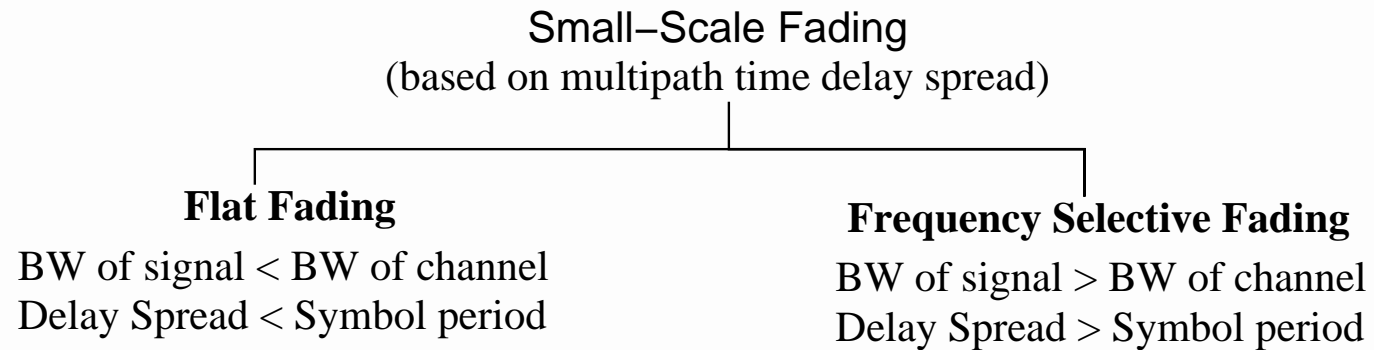 Small−Scale Fading
(based on multipath time delay spread)
Flat Fading
BW of signal < BW of channel
Delay Spread < Symbol period
Frequency Selective Fading
BW of signal > BW of channel
Delay Spread > Symbol period